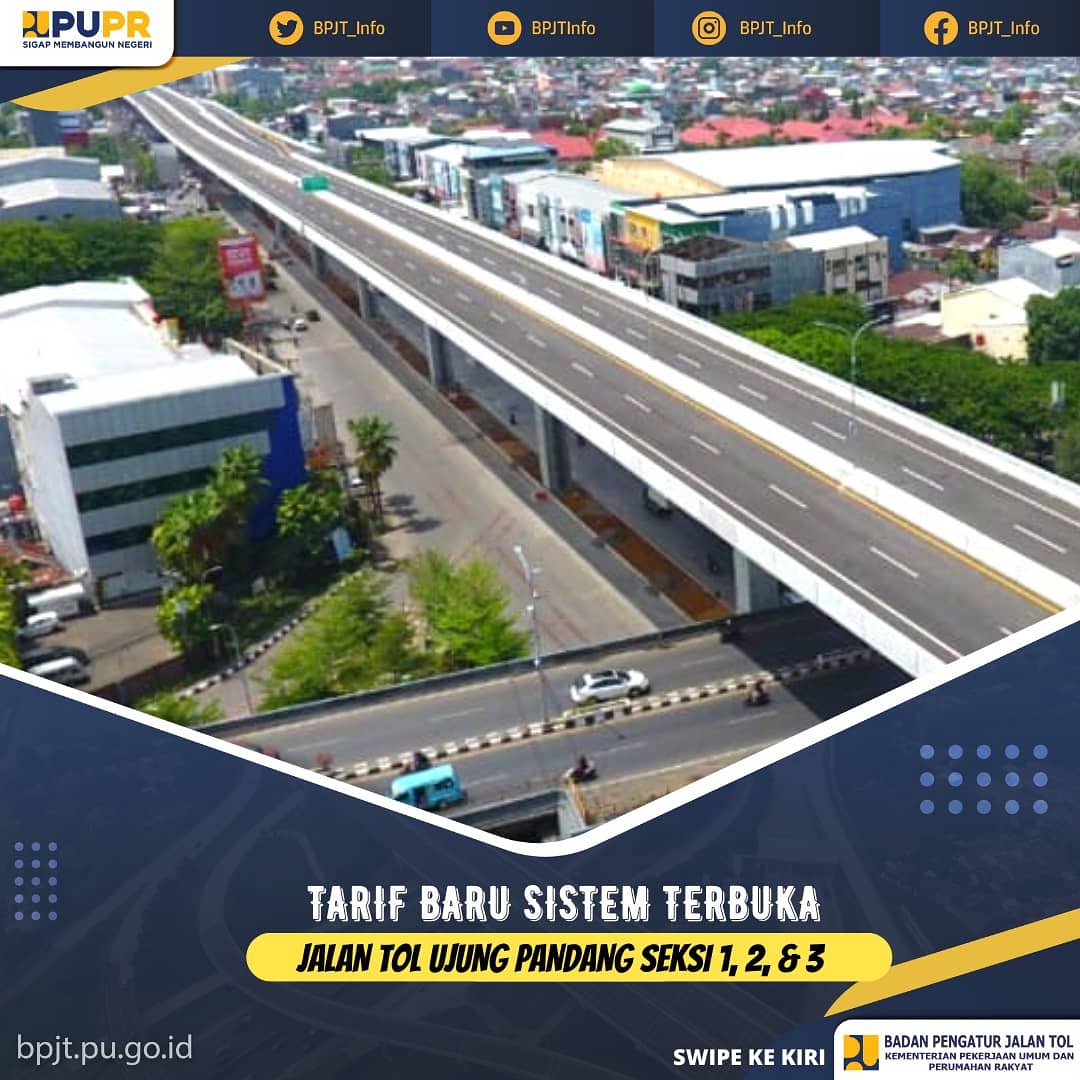 PUPR
SIGAP MEMBANGUN NEGERI
BPJT_Info
BPJTInfo
BPJT_Info
BPJT_Info
TARIF BARU SISTEM TERBUKA
JALAN TOL UJUNG PANDANG SEKSI 1, 2, & 3
bpjt.pu.go.id
SWIPE KE KIRI
BADAN PENGATUR JALAN TOL
KEMENTERIAN PEKERJAAN UMUM DAN
PERUMAHAN RAKYAT